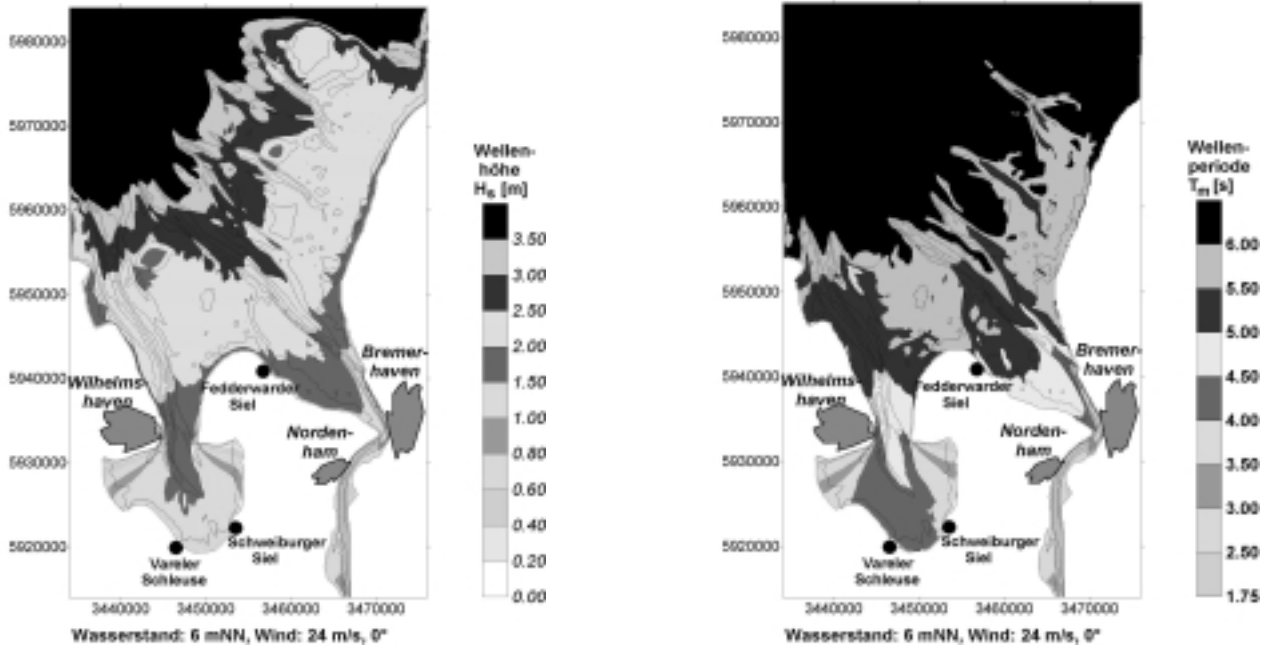 5980000
5970000
5960000
5950000
5940000
5930000
5920000
3440000 3450000 3460000 3470000
Wilhelms-
haven
Fedderwarder
Siel
Bremer-
haven
Norden-
ham
Schweiburger
Siel
Vareler
Schleuse
Wasserstand: 6 mNN, Wind: 24 m/s, 0°
Wellen-
höhe
Hs [m]
3.50
3.00
2.50
2.00
1.50
1.00
0.80
0.60
0.40
0.20
0.00
5980000
5970000
5960000
5950000
5940000
5930000
5920000
3440000 3450000 3460000 3470000
Wilhelms-
haven
Fedderwarder
Siel
Bremer-
haven
Norden-
ham
Schweiburger
Siel
Vareler
Schleuse
Wasserstand: 6 mNN, Wind: 24 m/s, 0°
Wellen-
periode
Tm [s]
6.00
5.50
5.00
4.50
4.00
3.50
3.00
2.50
1.75